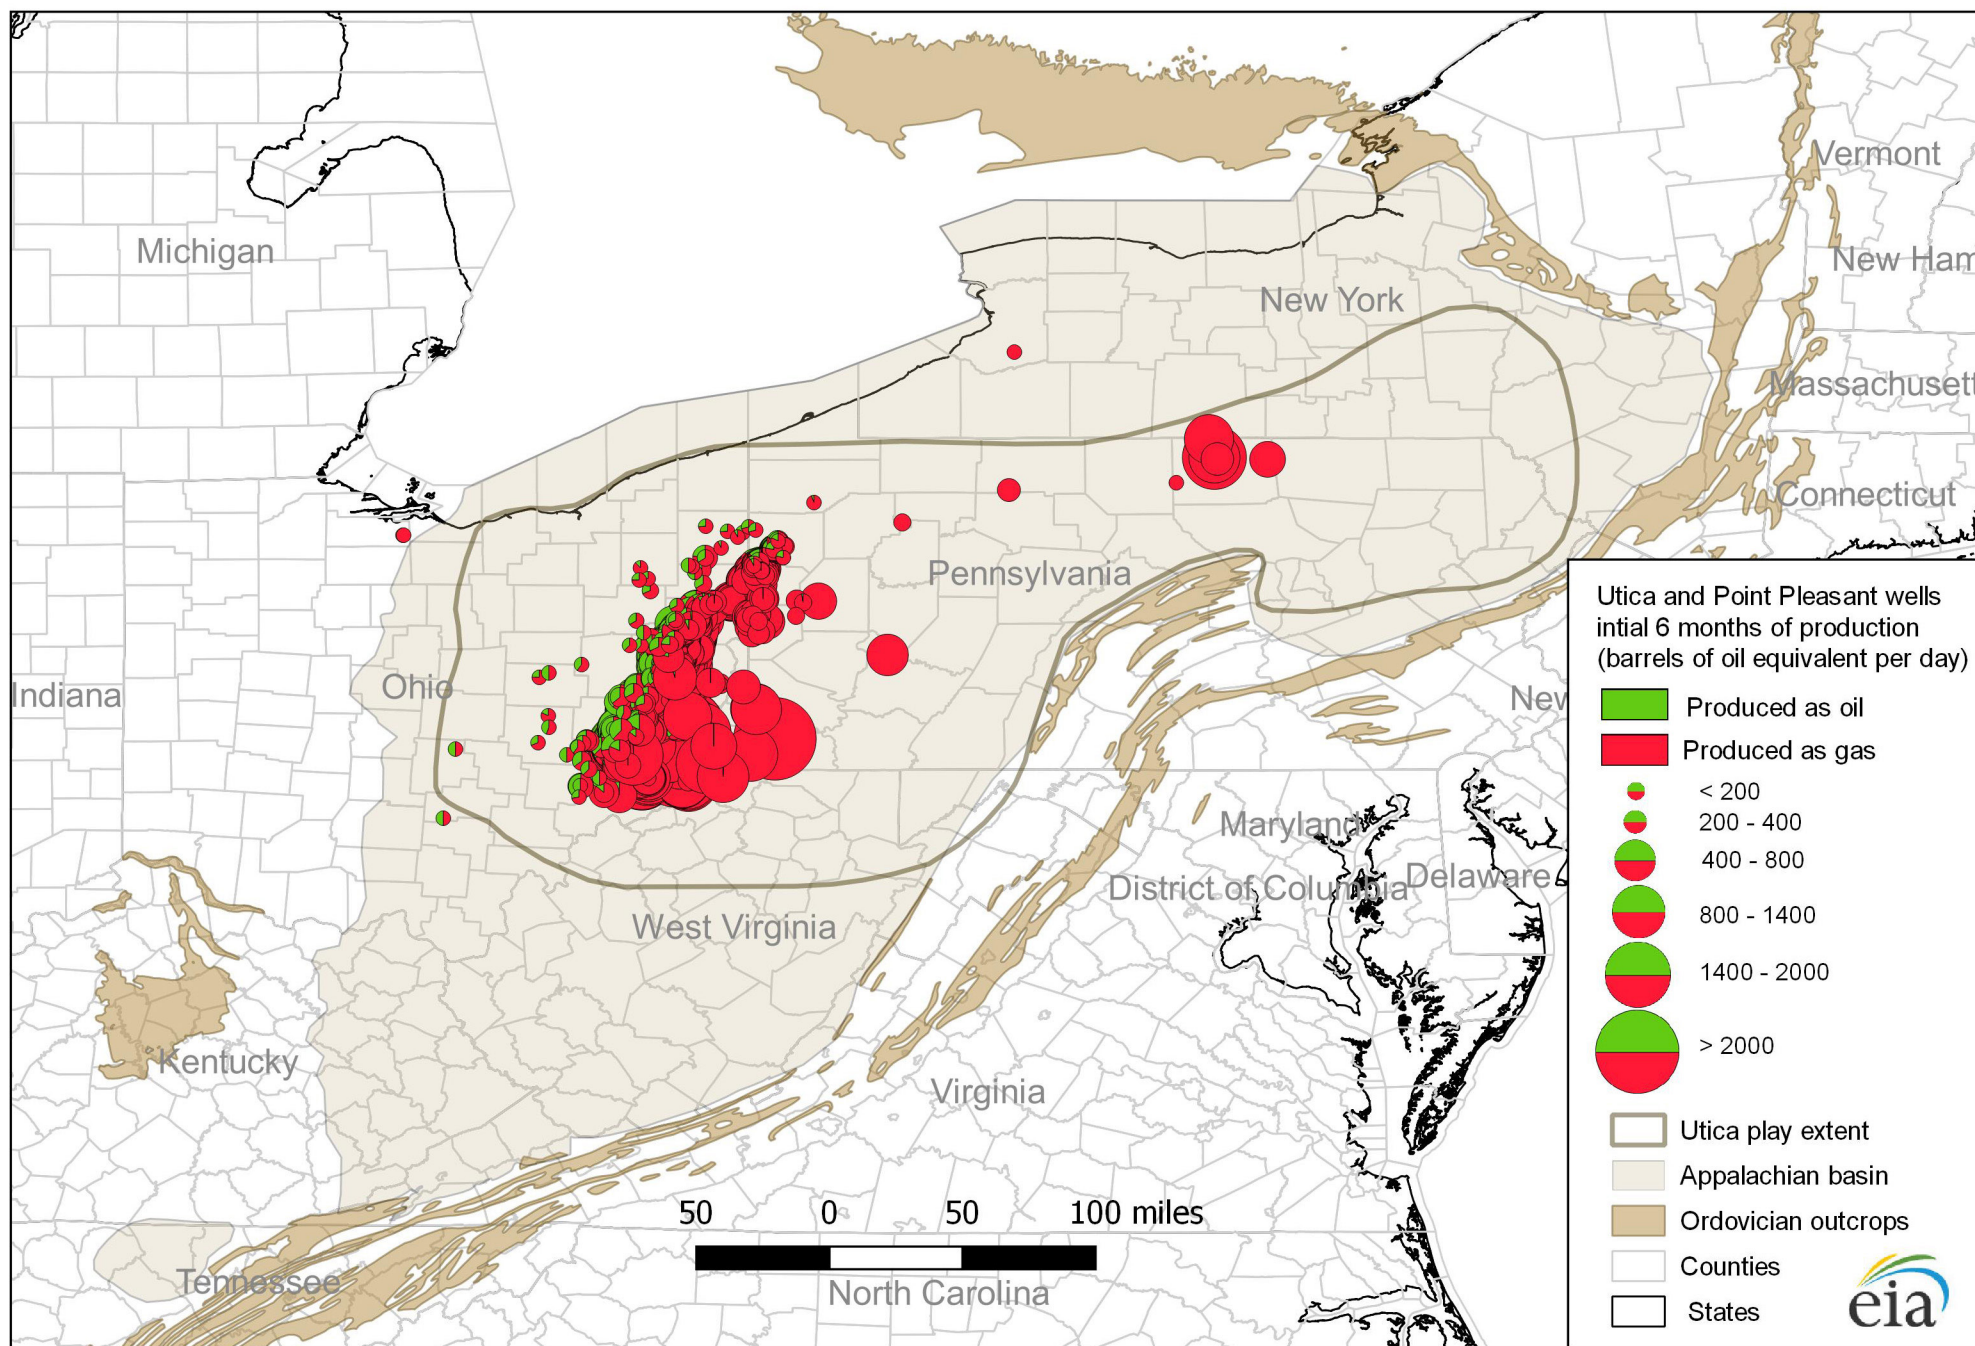 Vermont
Michigan
New Ham
New York
Massachusett
Connecticut
Pennsylvania
Indiana
Ohio
New
Maryland
District of Columbia
Delaware
West Virginia
Kentucky
Virginia
50 0 50 100 miles
Tennessee
North Carolina
Utica and Point Pleasant wells
intial 6 months of production
(barrels of oil equivalent per day)
Produced as oil
Produced as gas
< 200
200 - 400
400 - 800
800 - 1400
1400 - 2000
> 2000
Utica play extent
Appalachian basin
Ordovician outcrops
Counties
States
eia